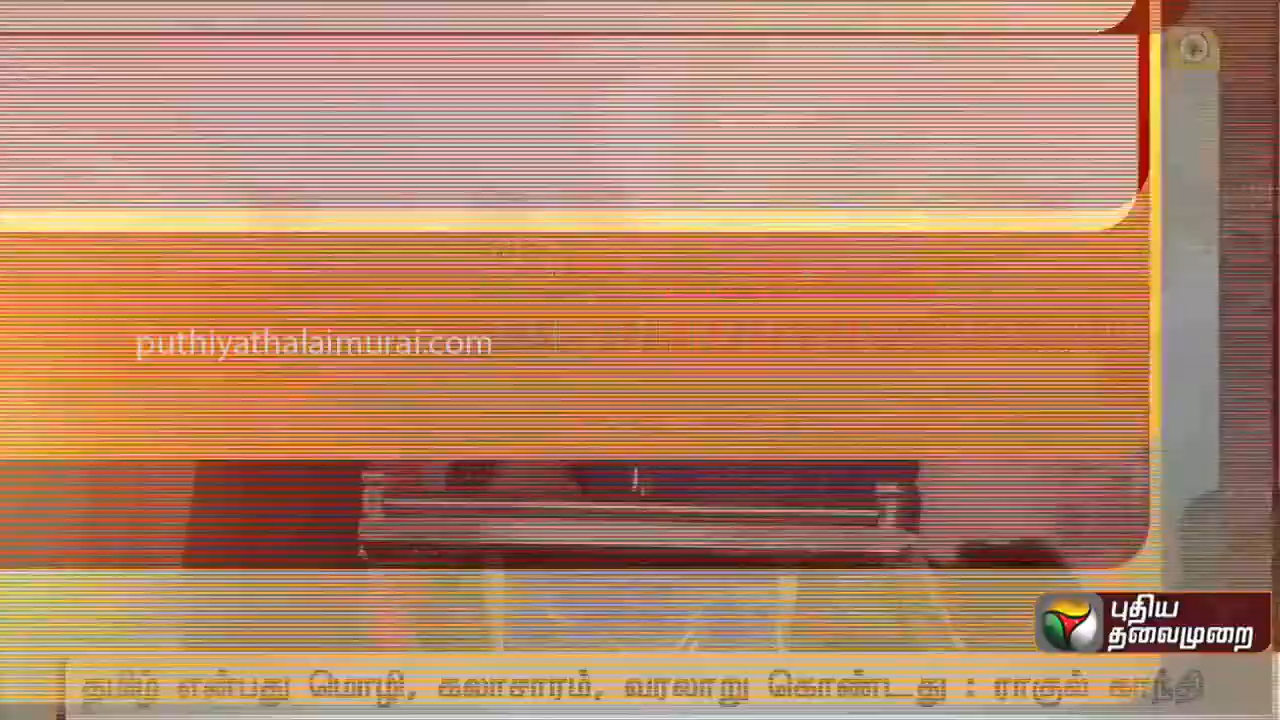 puthiyathalaimurai.com
புதிய
தலைமுறை
தமிழ் என்பது மொழி, கலாசாரம், வரலாறு கொண்டது : ராகுல் காந்தி